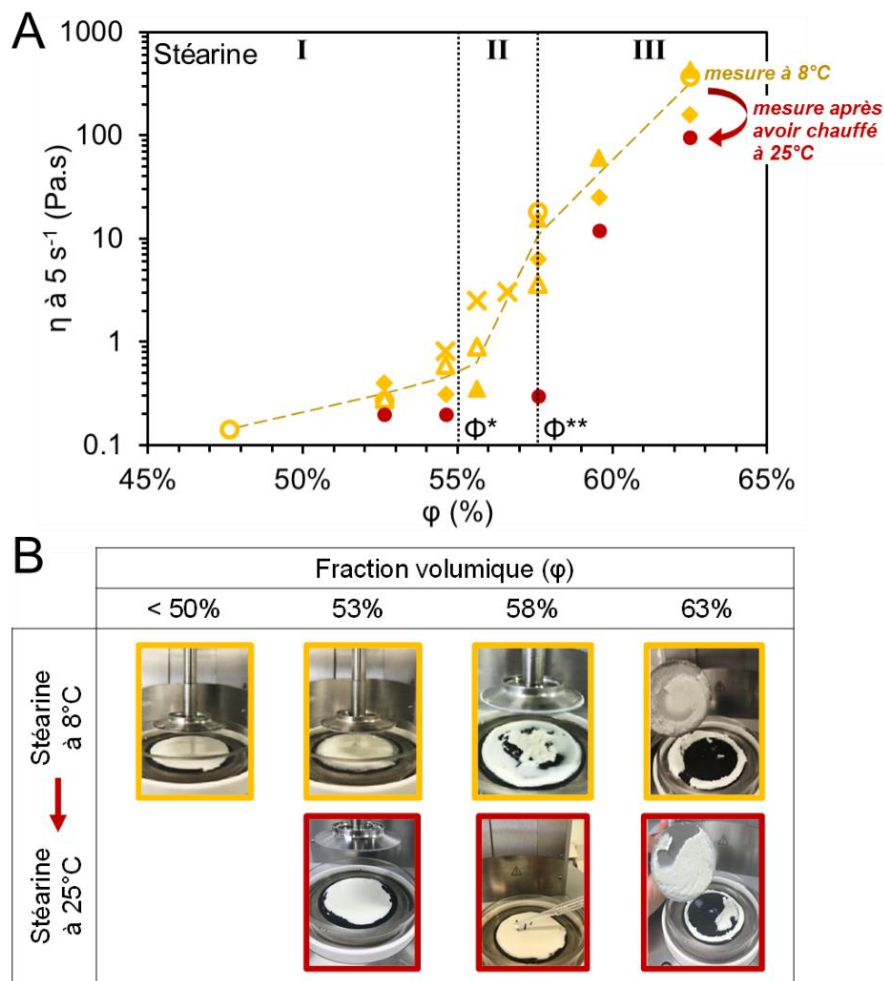 A
Stéarine
I
II
III
1000
100
10
1
0.1
η à 5 s⁻¹ (Pa.s)
mesure à 8°C
mesure après
avoir chauffé
à 25°C
Φ*
Φ**
45%
50%
55%
60%
65%
φ (%)
B
Fraction volumique (φ)
< 50%
53%
58%
63%
Stéarine
à 8°C
Stéarine
à 25°C